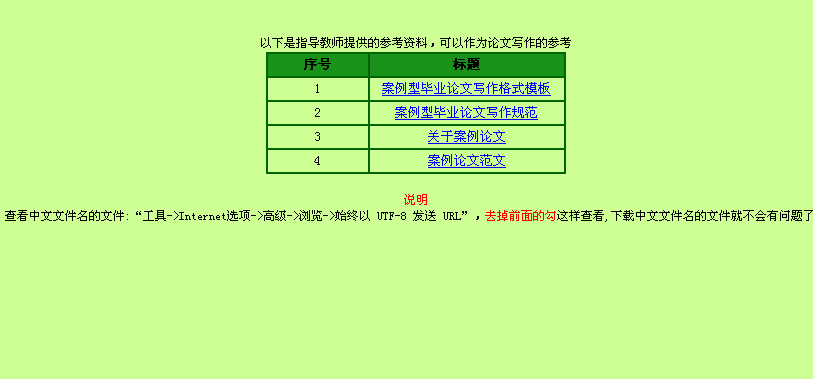 以下是指导教师提供的参考资料，可以作为论文写作的参考
序号 标题
1 案例型毕业论文写作格式模板
2 案例型毕业论文写作规范
3 关于案例论文
4 案例论文范文
说明
查看中文文件名的文件:“工具->Internet选项->高级->浏览->始终以 UTF-8 发送 URL”，去掉前面的勾这样查看,下载中文文件名的文件就不会有问题了